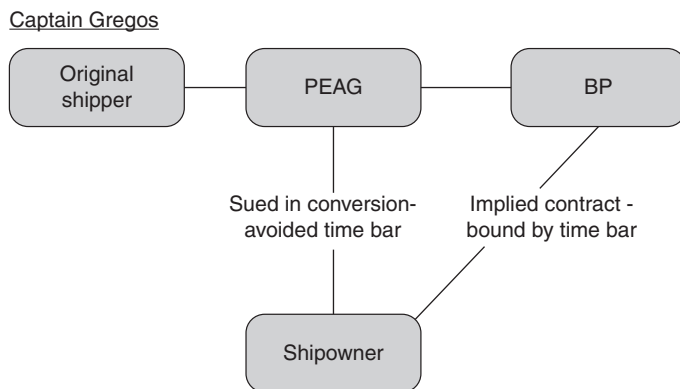 Captain Gregos
Original
shipper
PEAG
BP
Sued in conversion-
avoided time bar
Implied contract -
bound by time bar
Shipowner